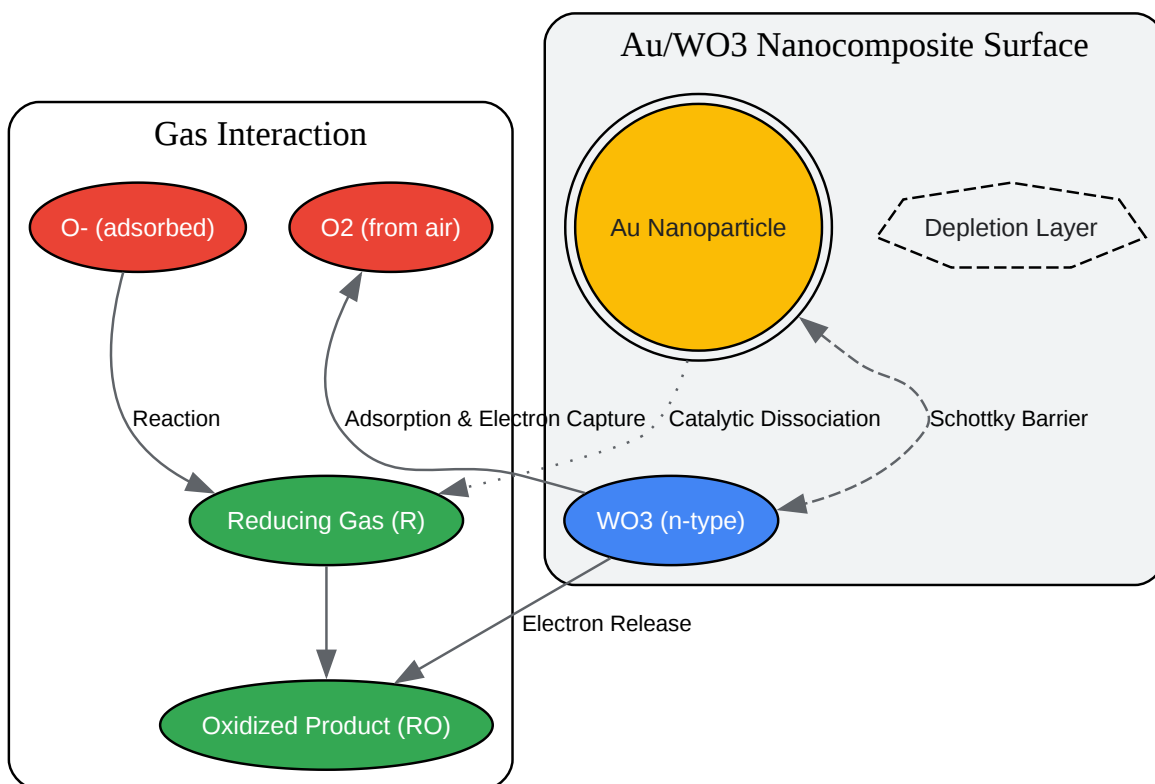 Au/WO3 Nanocomposite Surface
Gas Interaction
O- (adsorbed)
O2 (from air)
Au Nanoparticle
Depletion Layer
Reaction
Adsorption & Electron Capture
Catalytic Dissociation
Schottky Barrier
Reducing Gas (R)
WO3 (n-type)
Electron Release
Oxidized Product (RO)